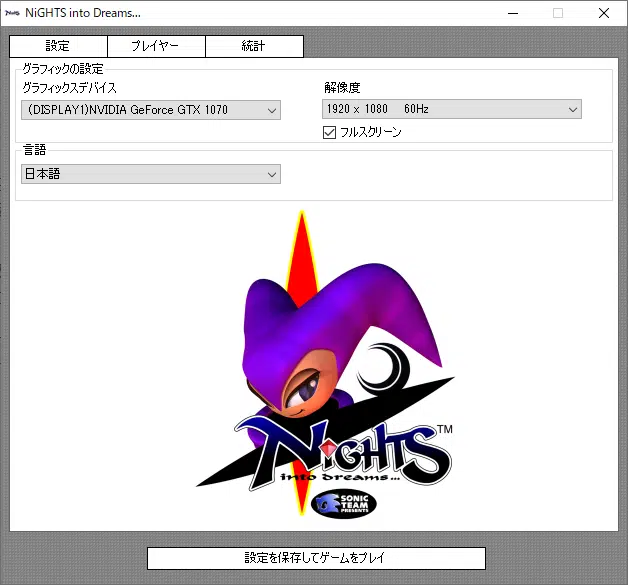 NiGHTS into Dreams...
設定 プレイヤー 統計
グラフィックの設定
グラフィックスデバイス 解像度
(DISPLAY1)NVIDIA GeForce GTX 1070 1920 x 1080 60Hz
フルスクリーン
言語
日本語
NiGHTS TM
into dreams...
SONIC
TEAM
PRESENTS
設定を保存してゲームをプレイ